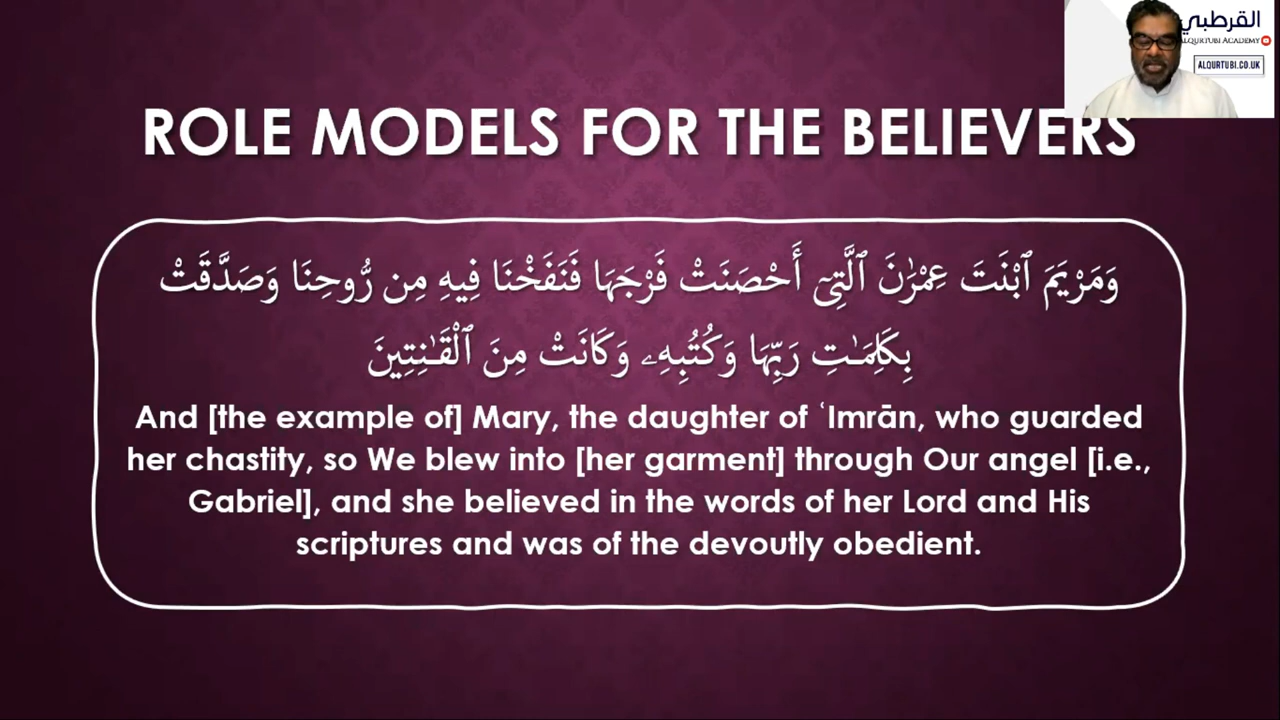 القرطبي
ALQURTUBI ACADEMY
ALQURTUBI.CO.UK
ROLE MODELS FOR THE BELIEVERS
وَمَرْيَمَ ٱبْنَتَ عِمْرَٰنَ ٱلَّتِىٓ أَحْصَنَتْ فَرْجَهَا فَنَفَخْنَا فِيهِ مِن رُّوحِنَا وَصَدَّقَتْ
بِكَلِمَـٰتِ رَبِّهَا وَكُتُبِهِۦ وَكَانَتْ مِنَ ٱلْقَـٰنِتِينَ
And [the example of] Mary, the daughter of ʿImrān, who guarded
her chastity, so We blew into [her garment] through Our angel [i.e.,
Gabriel], and she believed in the words of her Lord and His
scriptures and was of the devoutly obedient.